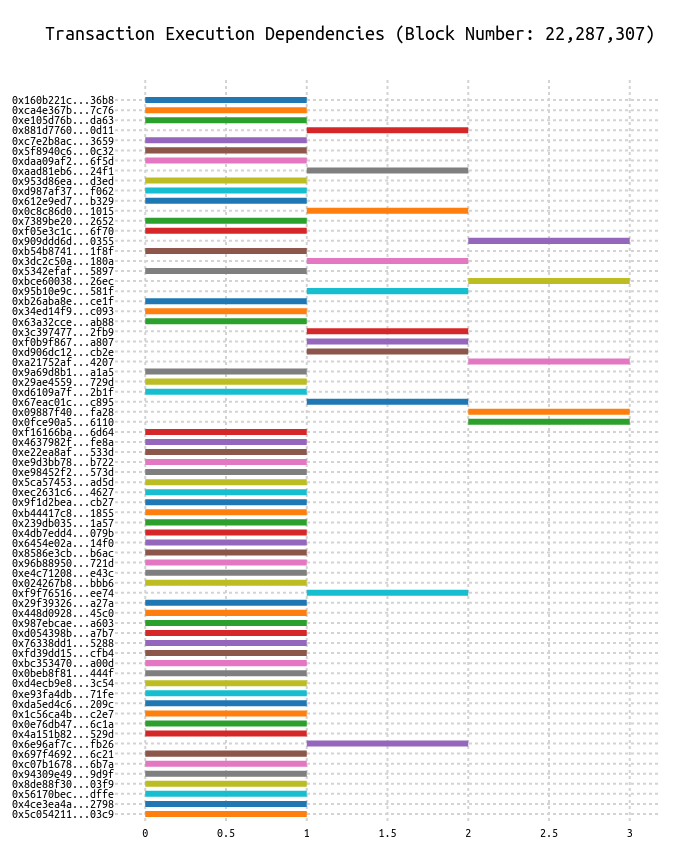 Transaction Execution Dependencies (Block Number: 22,287,307)
0x160b221c...36b8
0xca4e367b...7c76
0xe105d76b...da63
0x881d7760...0d11
0xc7e2b8ac...3659
0x5f8940c6...0c32
0xdaa09af2...6f5d
0xaad81eb6...24f1
0x953d86ea...d3ed
0xd987af37...f062
0x612e9ed7...b329
0x0c8c86d0...1015
0x7389be20...2652
0xf05e3c1c...6f70
0x909ddd6d...0355
0xb54b8741...1f8f
0x3dc2c50a...180a
0x5342efaf...5897
0xbce60038...26ec
0x95b10e9c...581f
0xb26aba8e...ce1f
0x34ed14f9...c093
0x63a32cce...ab88
0x3c397477...2fb9
0xf0b9f867...a807
0xd906dc12...cb2e
0xa21752af...4207
0x9a69d8b1...a1a5
0x29ae4559...729d
0xd6109a7f...2b1f
0x67eac01c...c895
0x09887f40...fa28
0x0fce90a5...6110
0xf16166ba...6d64
0x4637982f...fe8a
0xe22ea8af...533d
0xe9d3bb78...b722
0xe98452f2...573d
0x5ca57453...ad5d
0xec2631c6...4627
0x9f1d2bea...cb27
0xb44417c8...1855
0x239db035...1a57
0x4db7edd4...079b
0x6454e02a...14f0
0x8586e3cb...b6ac
0x96b88950...721d
0xe4c71208...e43c
0x024267b8...bbb6
0xf9f76516...ee74
0x29f39326...a27a
0x448d0928...45c0
0x987ebcae...a603
0xd054398b...a7b7
0x76338dd1...5288
0xfd39dd15...cfb4
0xbc353470...a00d
0x0beb8f81...444f
0xd4ecb9e8...3c54
0xe93fa4db...71fe
0xda5ed4c6...209c
0x1c56ca4b...c2e7
0x0e76db47...6c1a
0x4a151b82...529d
0x6e96af7c...fb26
0x697f4692...6c21
0xc07b1678...6b7a
0x94309e49...9d9f
0x8de88f30...03f9
0x56170bec...dffe
0x4ce3ea4a...2798
0x5c054211...03c9
0 0.5 1 1.5 2 2.5 3